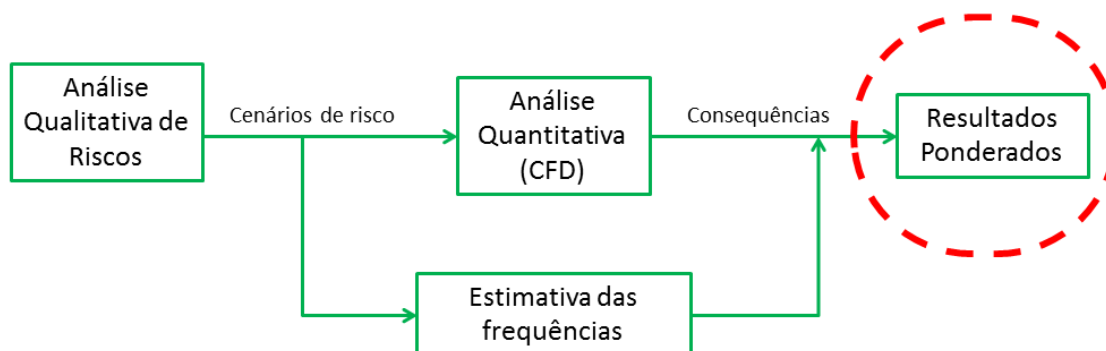 Análise
Qualitativa de
Riscos
Cenários de risco
Análise
Quantitativa
(CFD)
Consequências
Resultados
Ponderados
Estimativa das
frequências